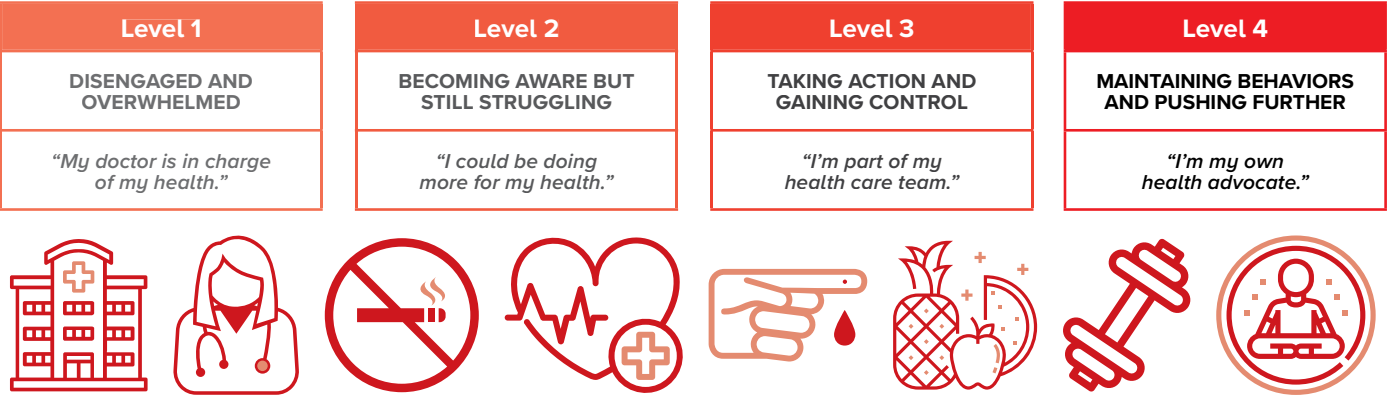 Level 1
DISENGAGED AND
OVERWHELMED
“My doctor is in charge
of my health.”
Level 2
BECOMING AWARE BUT
STILL STRUGGLING
“I could be doing
more for my health.”
Level 3
TAKING ACTION AND
GAINING CONTROL
“I’m part of my
health care team.”
Level 4
MAINTAINING BEHAVIORS
AND PUSHING FURTHER
“I’m my own
health advocate.”